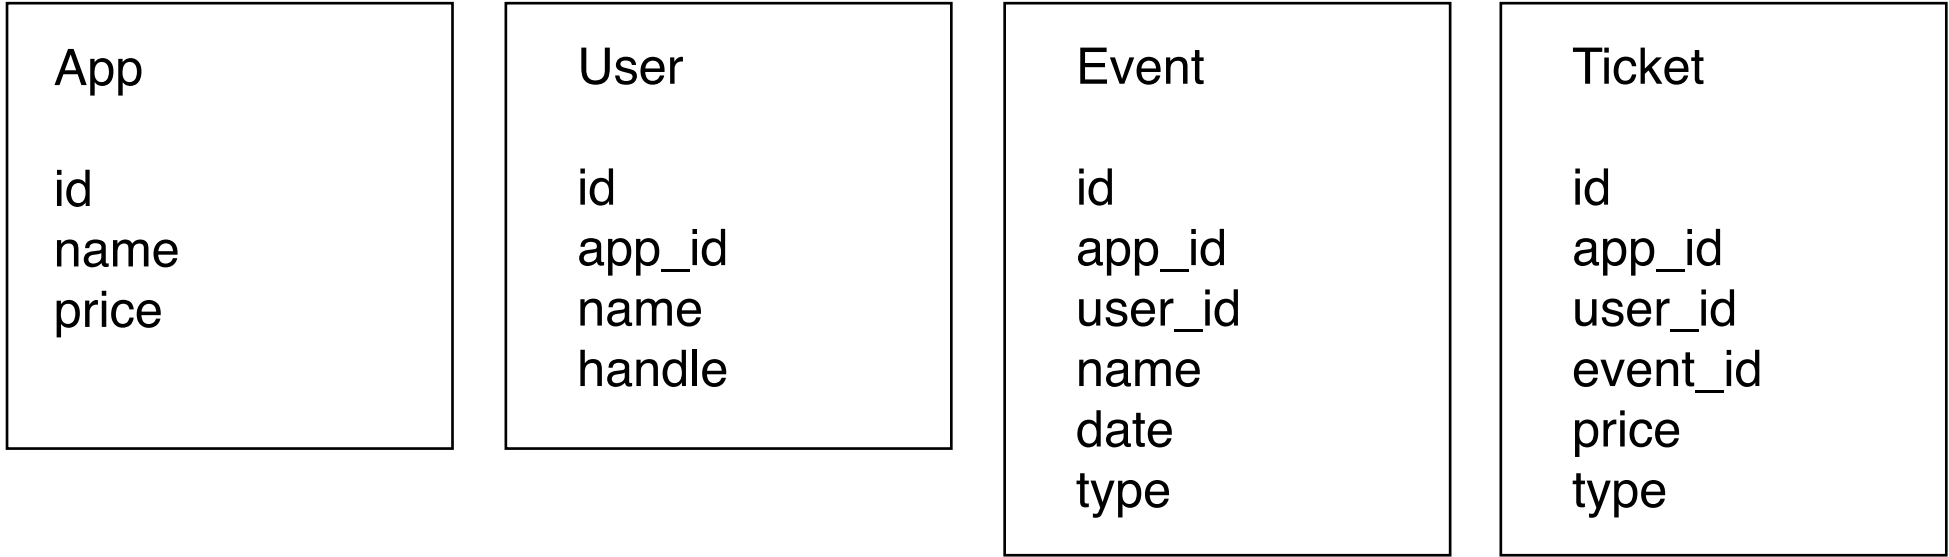 App
id
name
price
User
id
app_id
name
handle
Event
id
app_id
user_id
name
date
type
Ticket
id
app_id
user_id
event_id
price
type